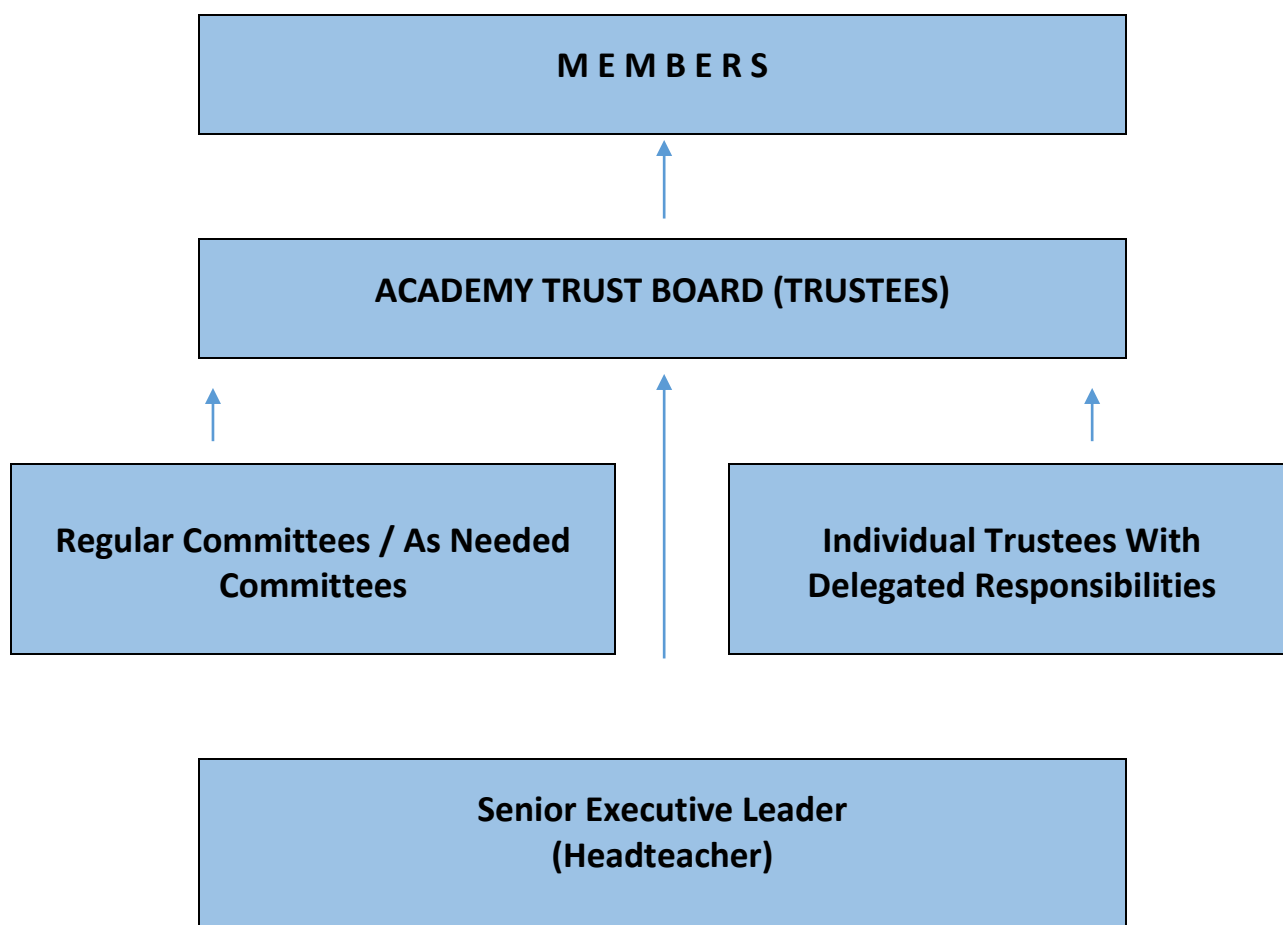 M E M B E R S
ACADEMY TRUST BOARD (TRUSTEES)
Regular Committees / As Needed
Committees
Individual Trustees With
Delegated Responsibilities
Senior Executive Leader
(Headteacher)